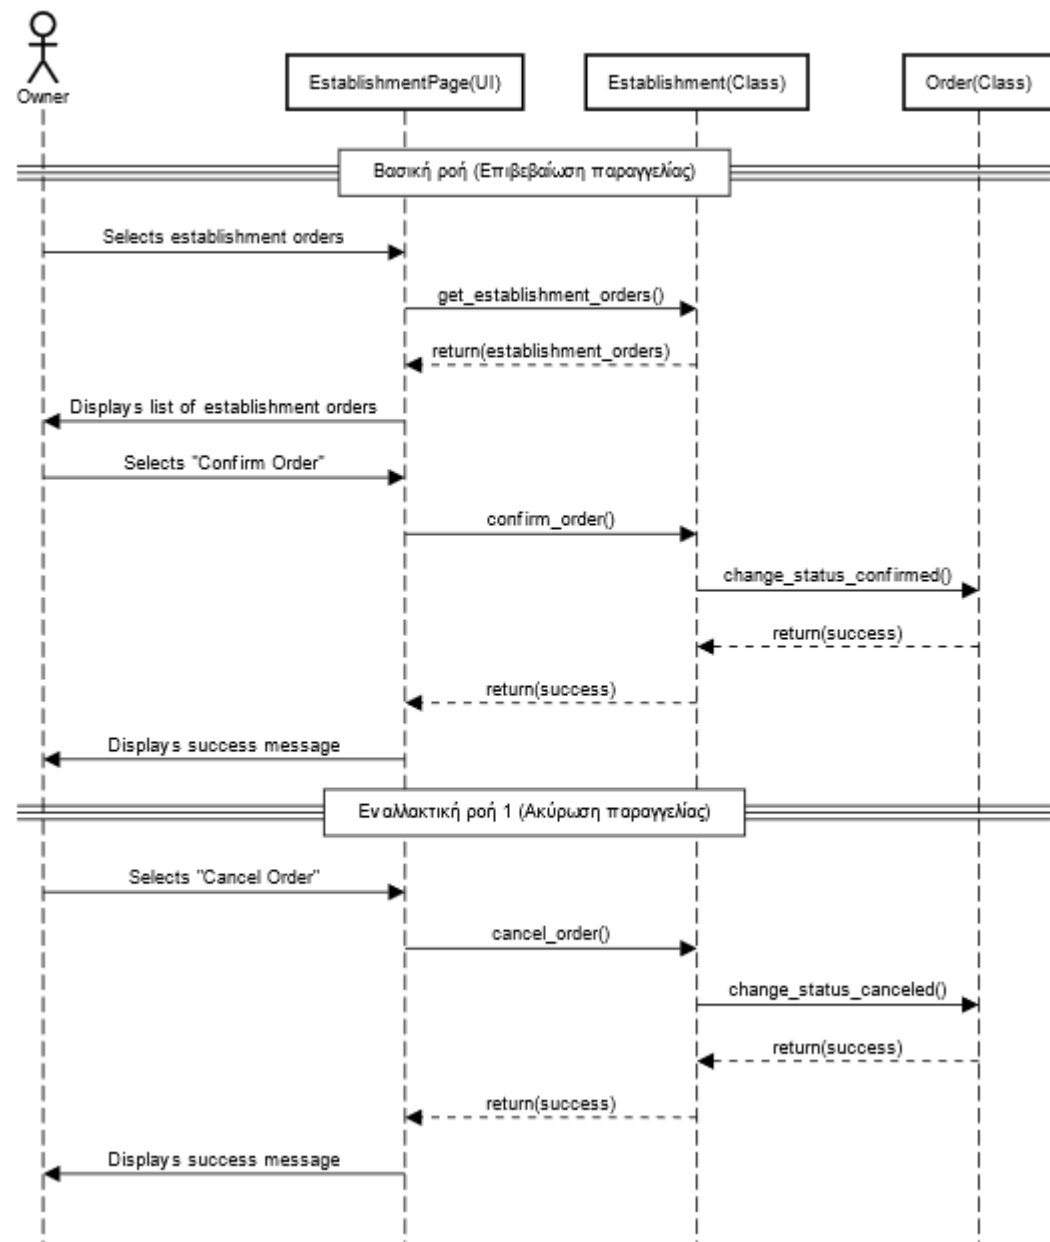 Owner
EstablishmentPage(UI)
Establishment(Class)
Order(Class)
Βασική ροή (Επιβεβαίωση παραγγελίας)
Selects establishment orders
get_establishment_orders()
return(establishment_orders)
Displays list of establishment orders
Selects "Confirm Order"
confirm_order()
change_status_confirmed()
return(success)
return(success)
Displays success message
Εναλλακτική ροή 1 (Ακύρωση παραγγελίας)
Selects "Cancel Order"
cancel_order()
change_status_canceled()
return(success)
return(success)
Displays success message